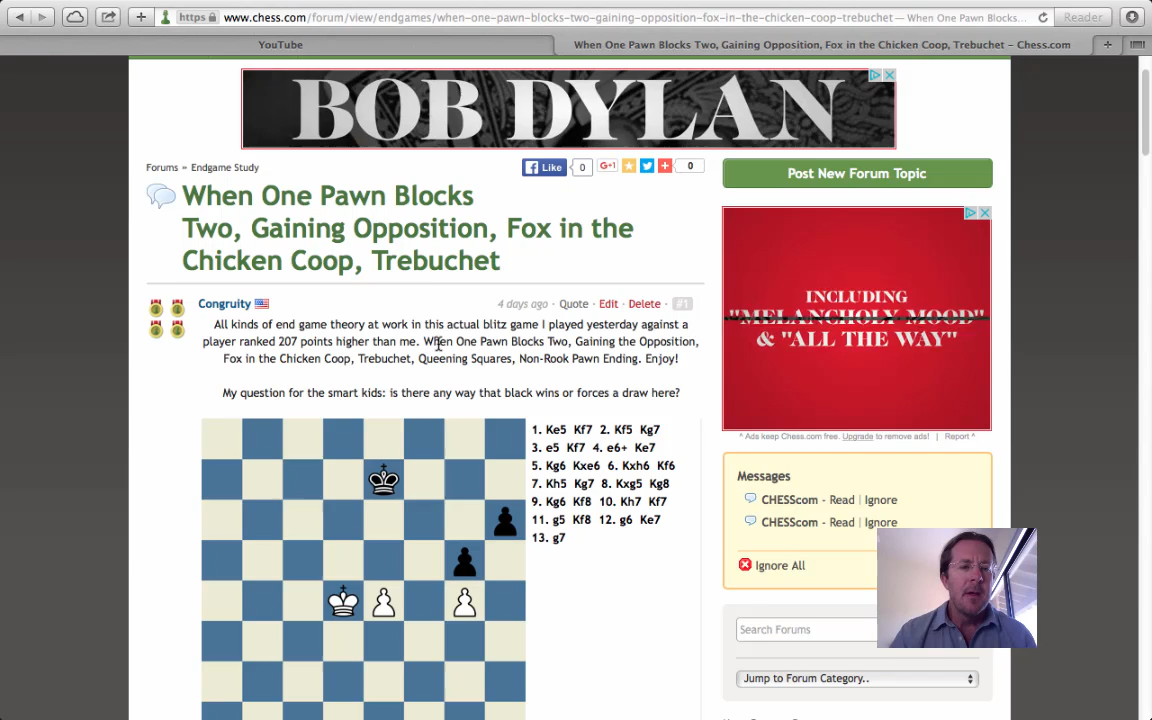 https www.chess.com/forum/view/endgames/when-one-pawn-blocks-two-gaining-opposition-fox-in-the-chicken-coop-trebuchet — When One Pawn Blocks... Reader
YouTube
When One Pawn Blocks Two, Gaining Opposition, Fox in the Chicken Coop, Trebuchet – Chess.com
BOB DYLAN
Forums » Endgame Study
Like 0 G+1 0
Post New Forum Topic
When One Pawn Blocks
Two, Gaining Opposition, Fox in the
Chicken Coop, Trebuchet
Congruity
4 days ago · Quote · Edit · Delete · #1
All kinds of end game theory at work in this actual blitz game I played yesterday against a
player ranked 207 points higher than me. When One Pawn Blocks Two, Gaining the Opposition,
Fox in the Chicken Coop, Trebuchet, Queening Squares, Non-Rook Pawn Ending. Enjoy!
My question for the smart kids: is there any way that black wins or forces a draw here?
1. Ke5 Kf7 2. Kf5 Kg7
3. e5 Kf7 4. e6+ Ke7
5. Kg6 Kxe6 6. Kxh6 Kf6
7. Kh5 Kg7 8. Kxg5 Kg8
9. Kg6 Kf8 10. Kh7 Kf7
11. g5 Kf8 12. g6 Ke7
13. g7
INCLUDING
"MELANCHOLY MOOD"
& "ALL THE WAY"
^ Ads keep Chess.com free. Upgrade to remove ads! | Report ^
Messages
CHESScom - Read | Ignore
CHESScom - Read | Ignore
Ignore All
Search Forums
Jump to Forum Category..